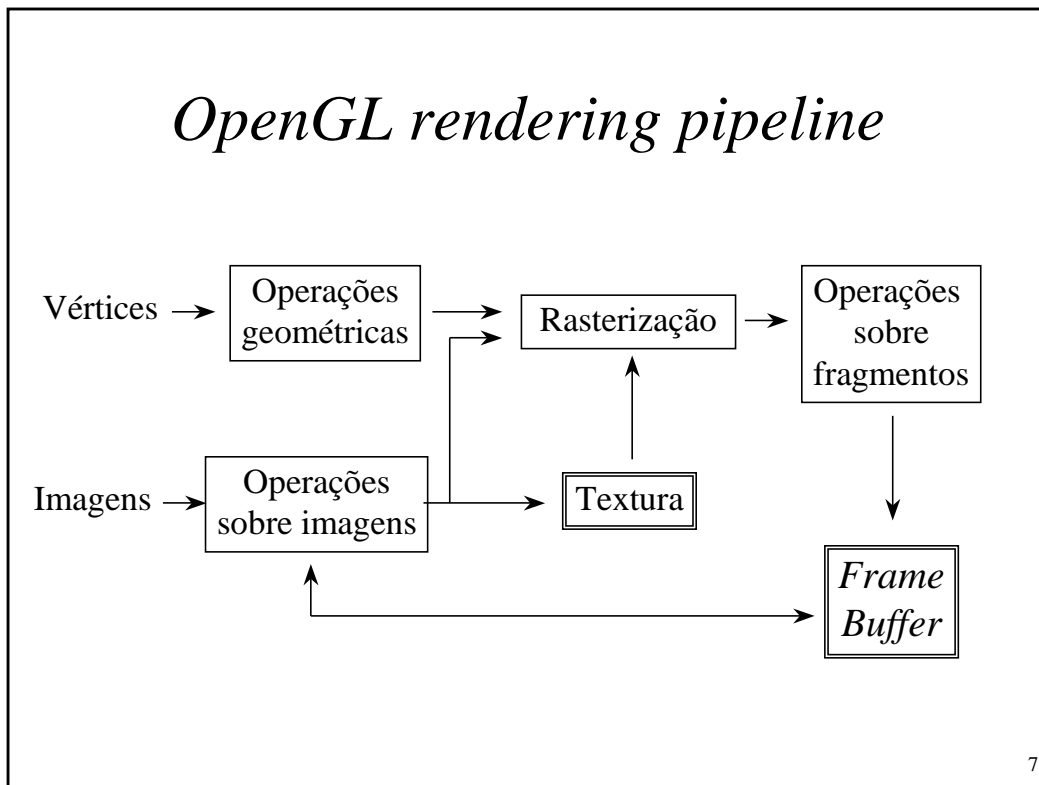 OpenGL rendering pipeline
Vértices
Operações
geométricas
Rasterização
Operações
sobre
fragmentos
Imagens
Operações
sobre imagens
Textura
Frame
Buffer
7